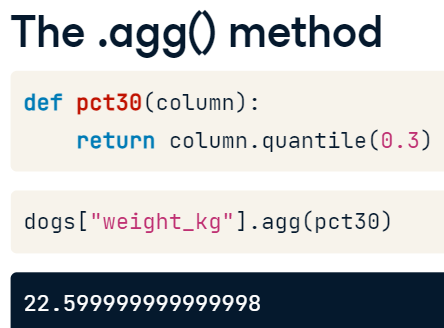 The .agg() method
def pct30(column):
    return column.quantile(0.3)
dogs["weight_kg"].agg(pct30)
22.599999999999998